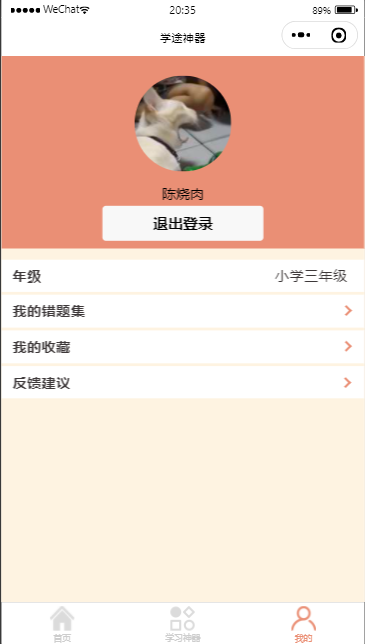 WeChat
20:35
89%
学途神器
陈烧肉
退出登录
年级
小学三年级
我的错题集
我的收藏
反馈建议
首页
学习神器
我的